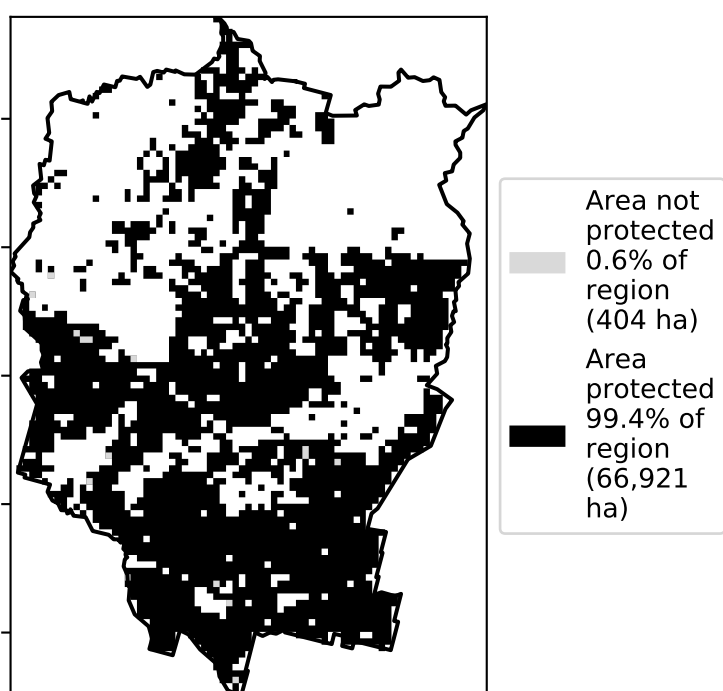 Area not
protected
0.6% of
region
(404 ha)
Area
protected
99.4% of
region
(66,921
ha)